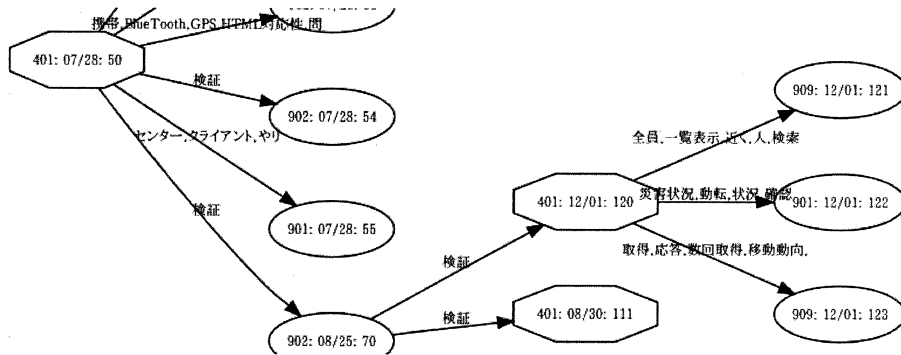 携帯,BlueTooth,GPS,HTML対応性,問
401: 07/28: 50
検証
902: 07/28: 54
センター,クライアント,やり
検証
901: 07/28: 55
検証
902: 08/25: 70
検証
401: 08/30: 111
401: 12/01: 120
全員,一覧表示,近く,人,検索
909: 12/01: 121
災害状況,動転,状況,確認
901: 12/01: 122
取得,応答,数回取得,移動動向,
909: 12/01: 123